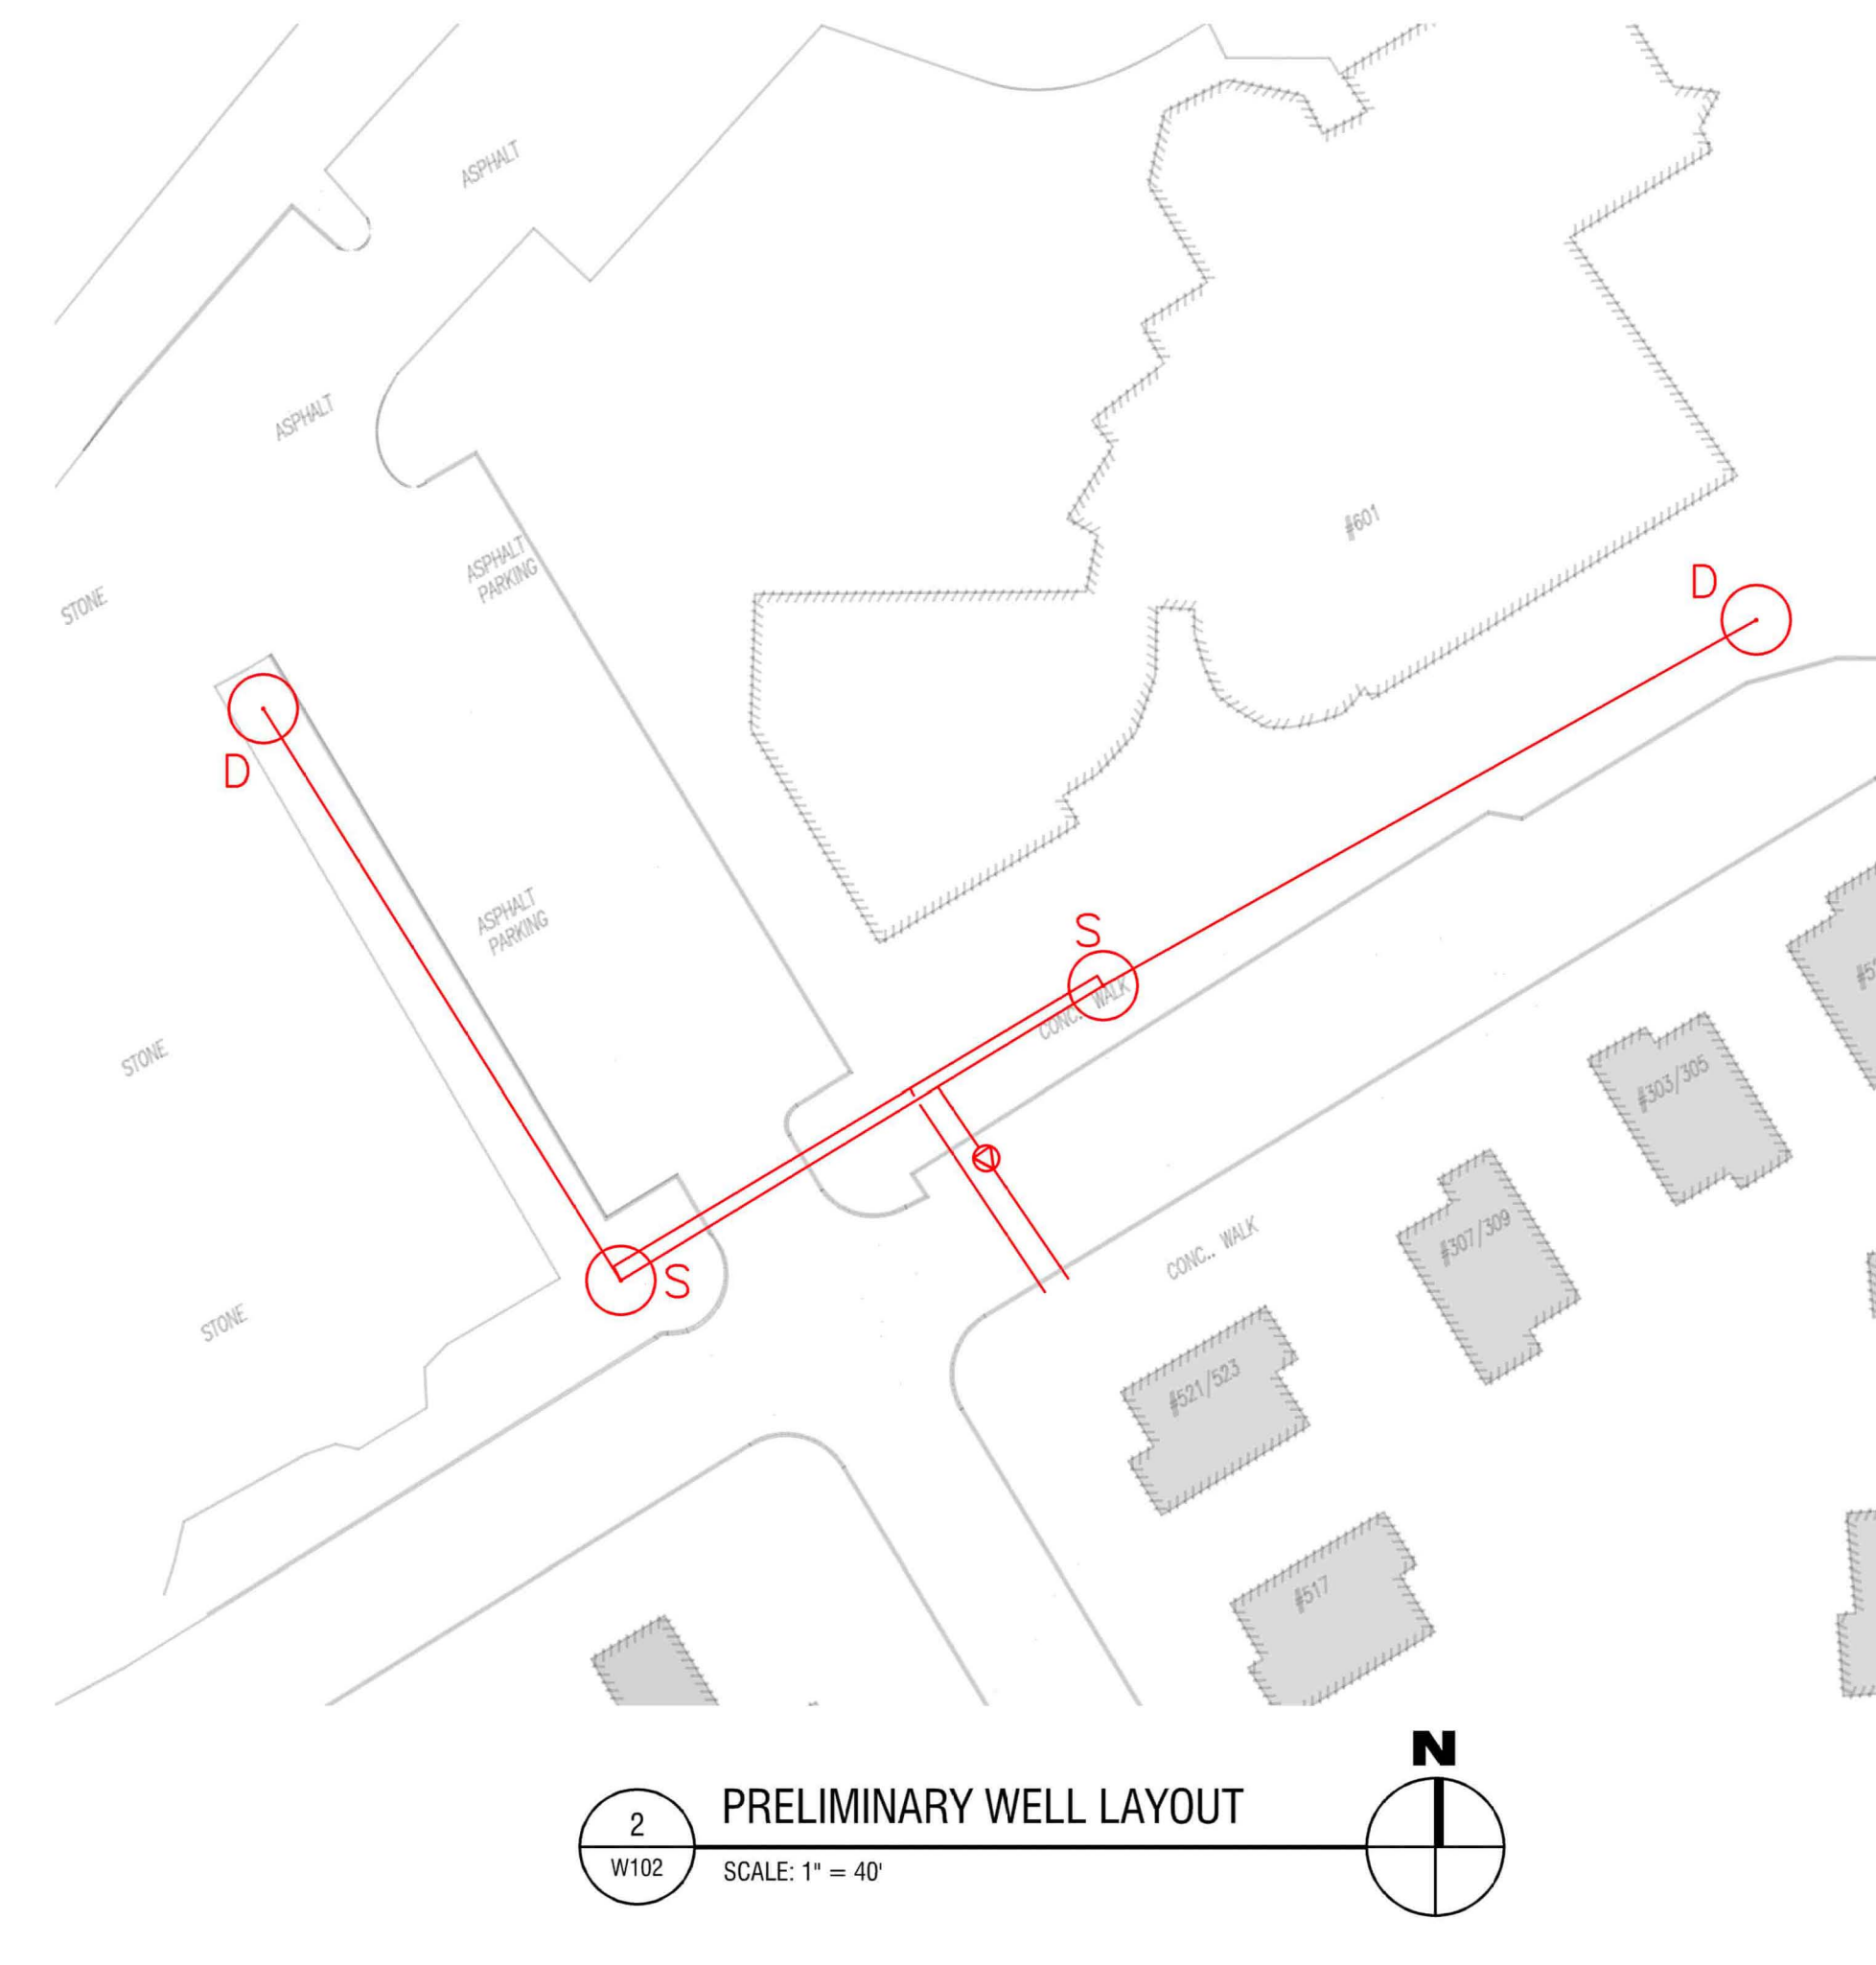 ASPHALT
ASPHALT
#601
ASPHALT
PARKING
D
STONE
D
ASPHALT
PARKING
S
CONC.. WALK
STONE
#303/305
#307/309
CONC.. WALK
S
STONE
#521/523
#517
N
2
W102
PRELIMINARY WELL LAYOUT
SCALE: 1" = 40'